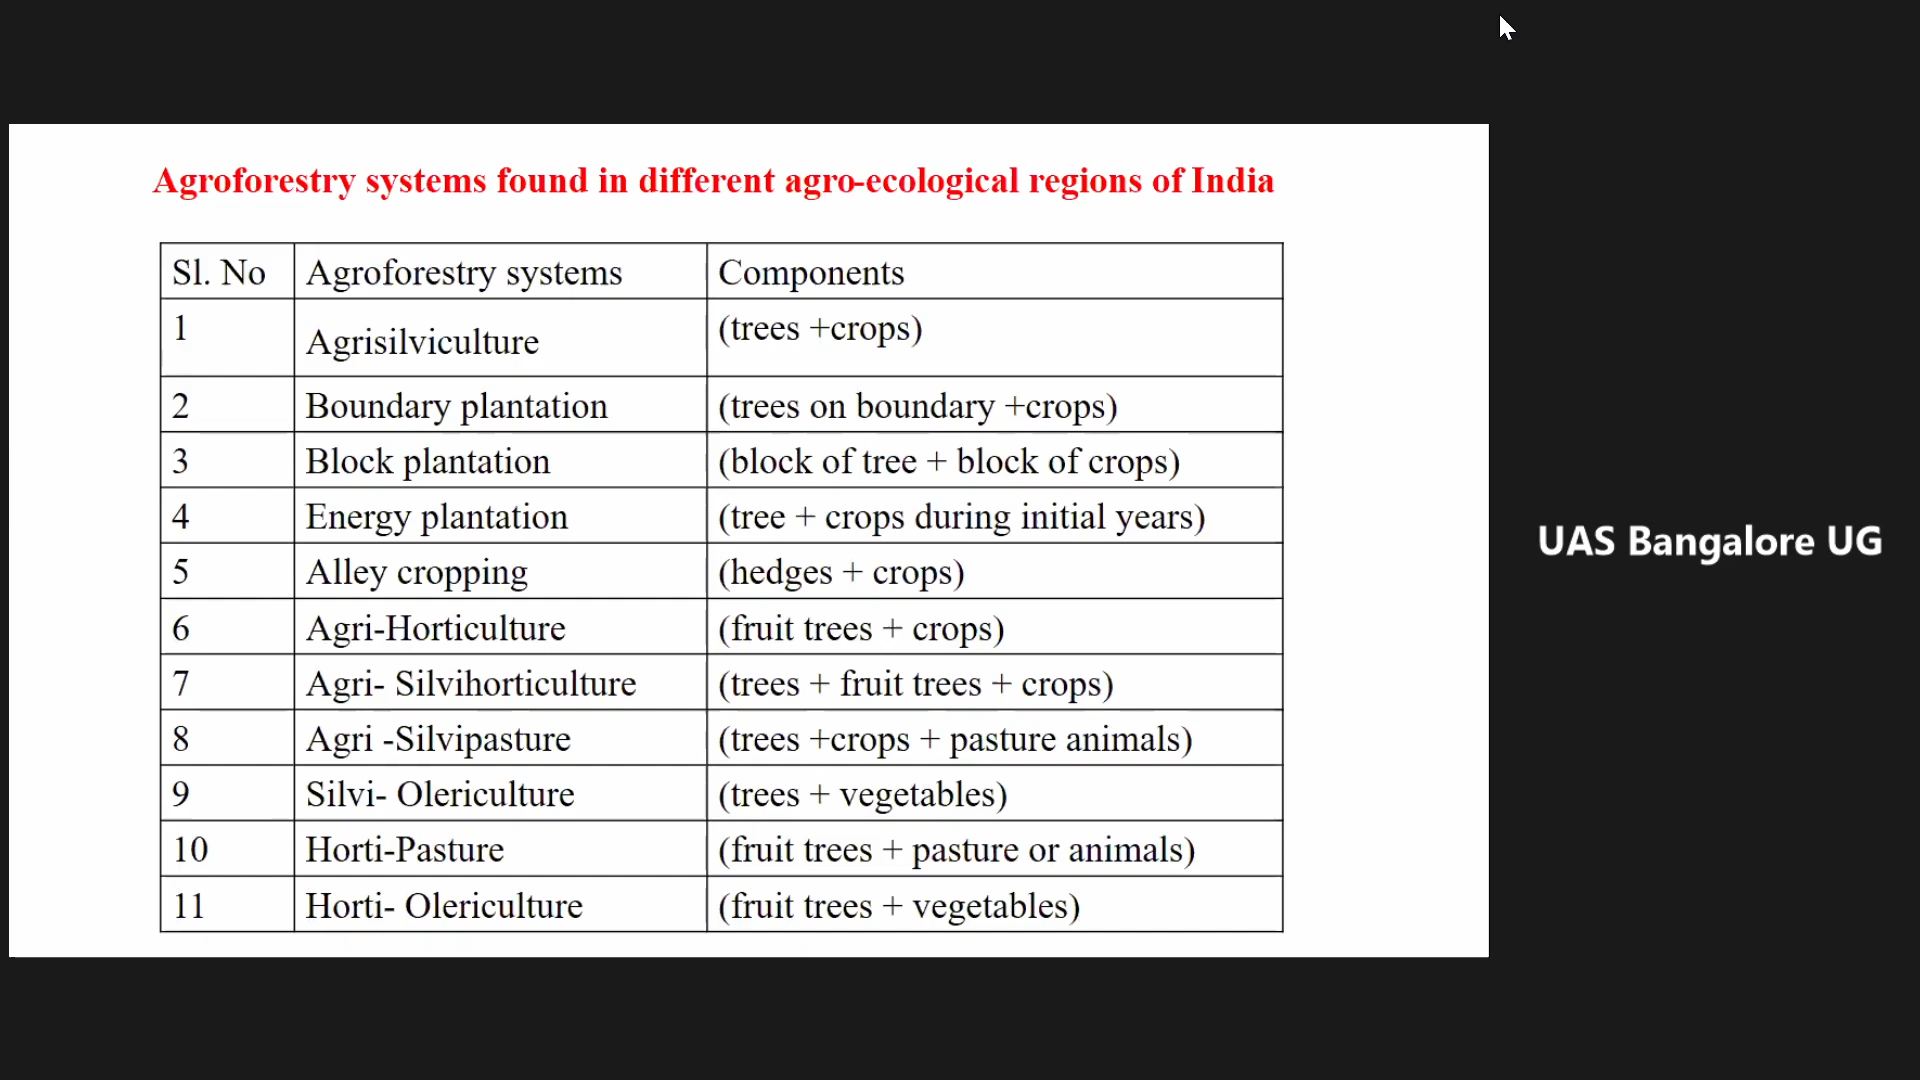 Agroforestry systems found in different agro-ecological regions of India
Sl. No Agroforestry systems Components
1 Agrisilviculture (trees +crops)
2 Boundary plantation (trees on boundary +crops)
3 Block plantation (block of tree + block of crops)
4 Energy plantation (tree + crops during initial years)
5 Alley cropping (hedges + crops)
6 Agri-Horticulture (fruit trees + crops)
7 Agri- Silvihorticulture (trees + fruit trees + crops)
8 Agri -Silvipasture (trees +crops + pasture animals)
9 Silvi- Olericulture (trees + vegetables)
10 Horti-Pasture (fruit trees + pasture or animals)
11 Horti- Olericulture (fruit trees + vegetables)
UAS Bangalore UG